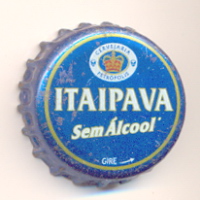 CERVEJARIA
PETRÓPOLIS
ITAIPAVA
Sem Álcool
GIRE